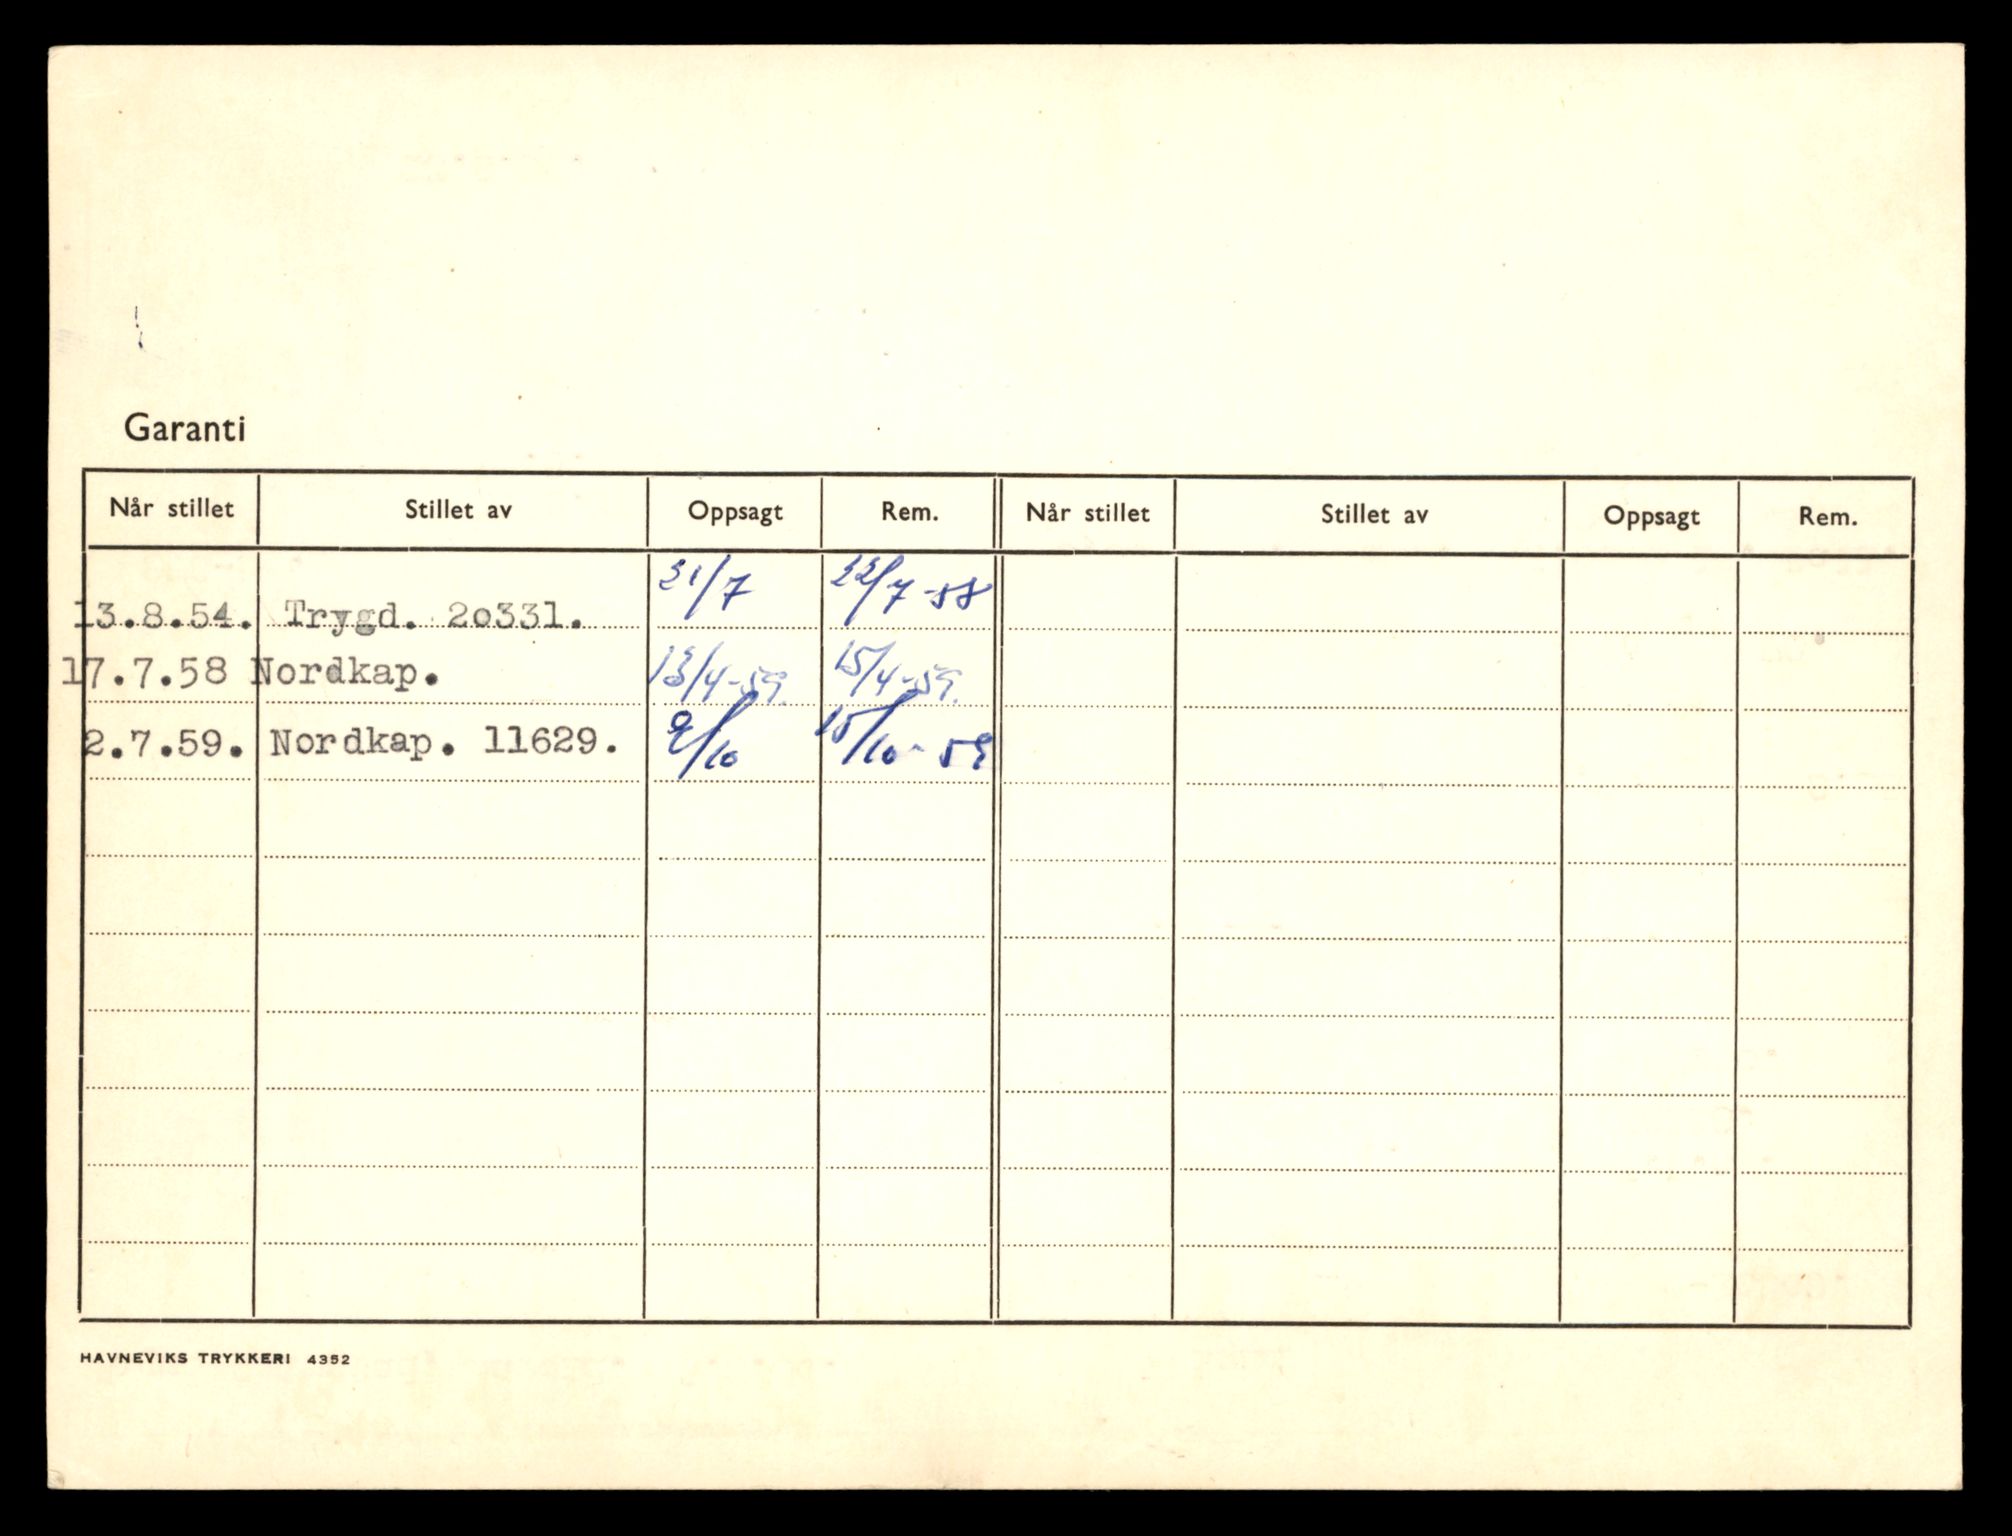 Garanti
Når stillet Stillet av Oppsagt Rem. Når stillet Stillet av Oppsagt Rem.
13.8.54. Trygd. 2o331. 21/7 22/7-58
17.7.58 Nordkap. 13/4-59. 15/4-59.
2.7.59. Nordkap. 11629. 9/10 15/10-59
HAVNEVIKS TRYKKERI 4352